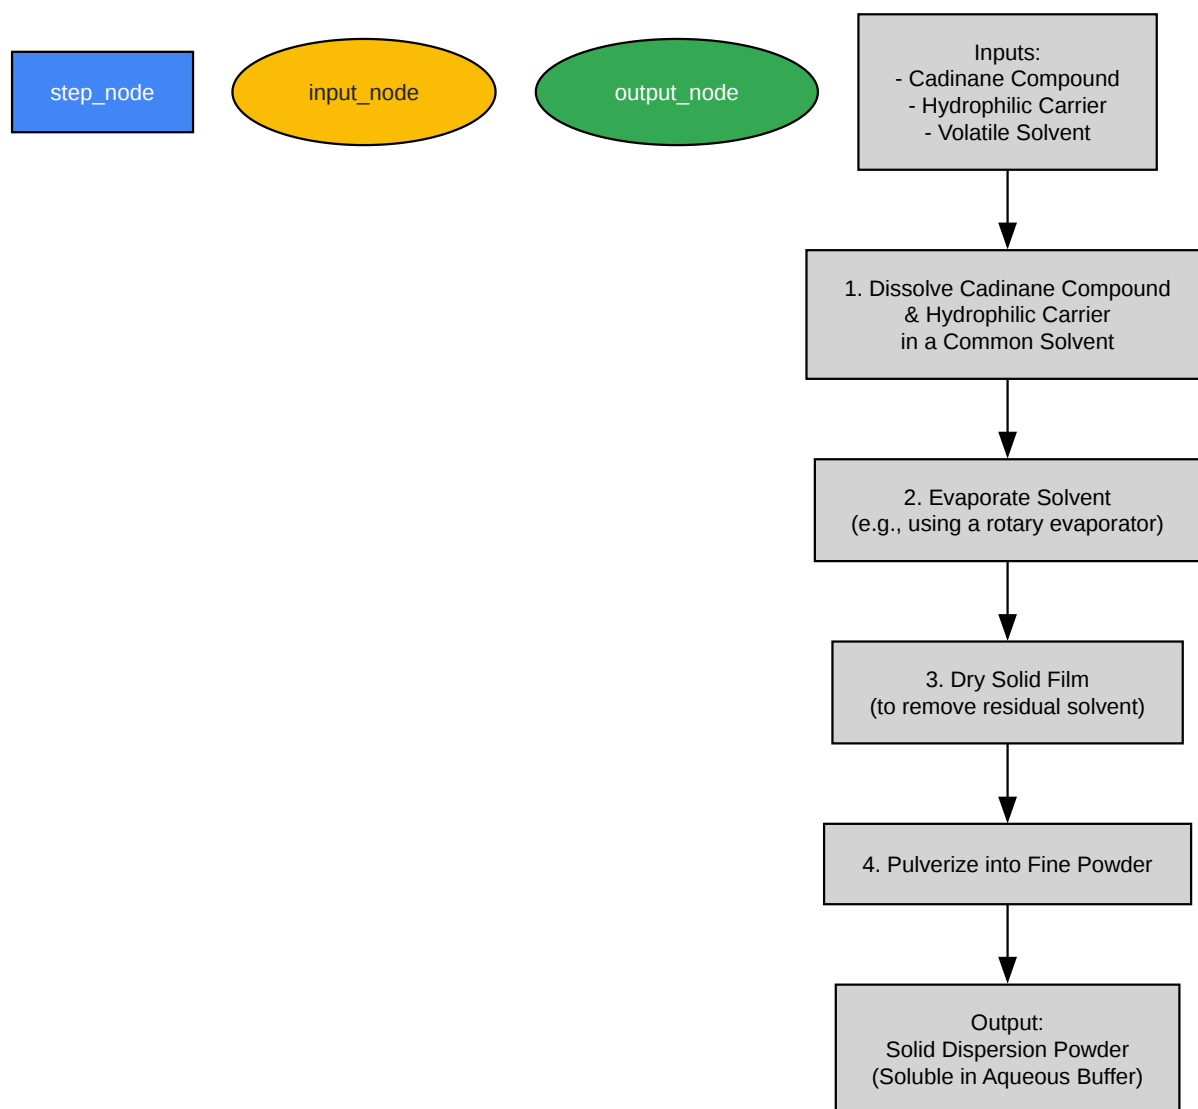 step_node
input_node
output_node
Inputs:
- Cadinane Compound
- Hydrophilic Carrier
- Volatile Solvent
1. Dissolve Cadinane Compound
& Hydrophilic Carrier
in a Common Solvent
2. Evaporate Solvent
(e.g., using a rotary evaporator)
3. Dry Solid Film
(to remove residual solvent)
4. Pulverize into Fine Powder
Output:
Solid Dispersion Powder
(Soluble in Aqueous Buffer)